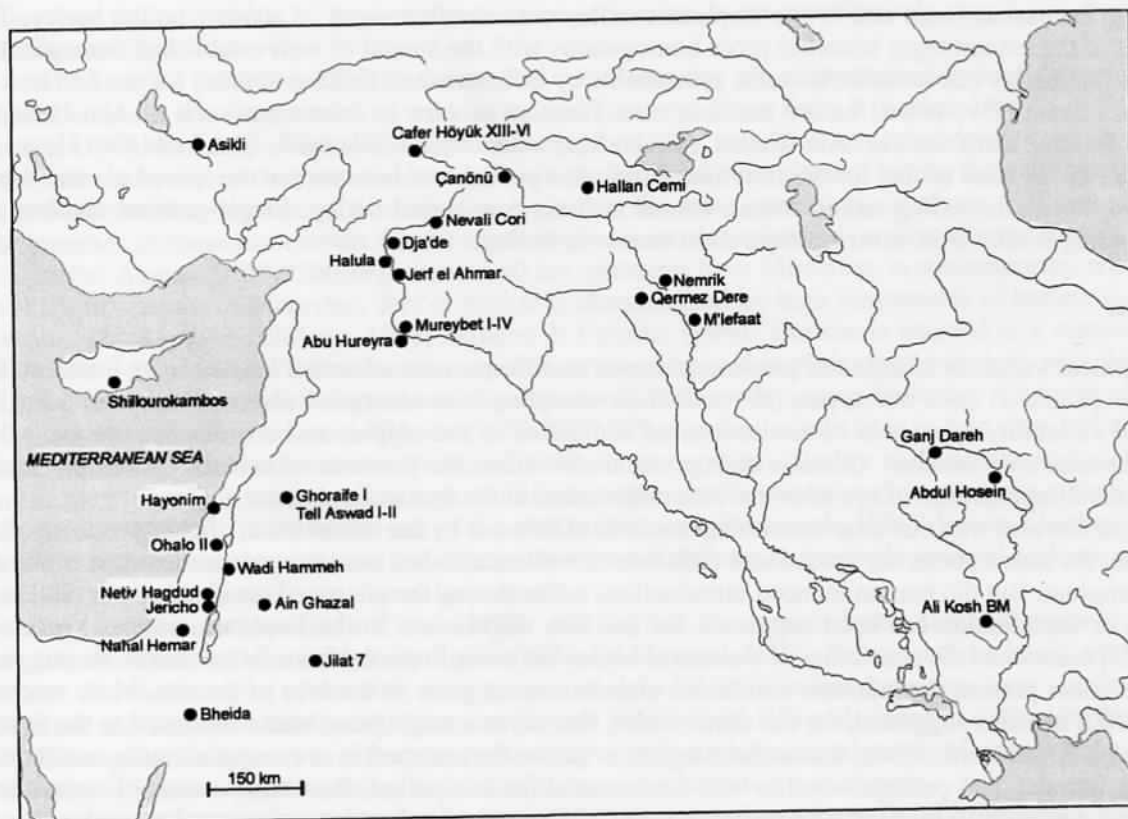 Asikli
Cafer Höyük XIII-VI
Çanönü
Hallan Cemi
Nevali Cori
Dja'de
Halula
Jerf el Ahmar
Nemrik
Qermez Dere
M'lefaat
Mureybet I-IV
Abu Hureyra
Shillourokambos
MEDITERRANEAN SEA
Ganj Dareh
Abdul Hosein
Hayonim
Ghoraife I
Tell Aswad I-II
Ohalo II
Wadi Hammeh
Netiv Hagdud
Jericho
Ain Ghazal
Ali Kosh BM
Nahal Hemar
Jilat 7
Bheida
150 km